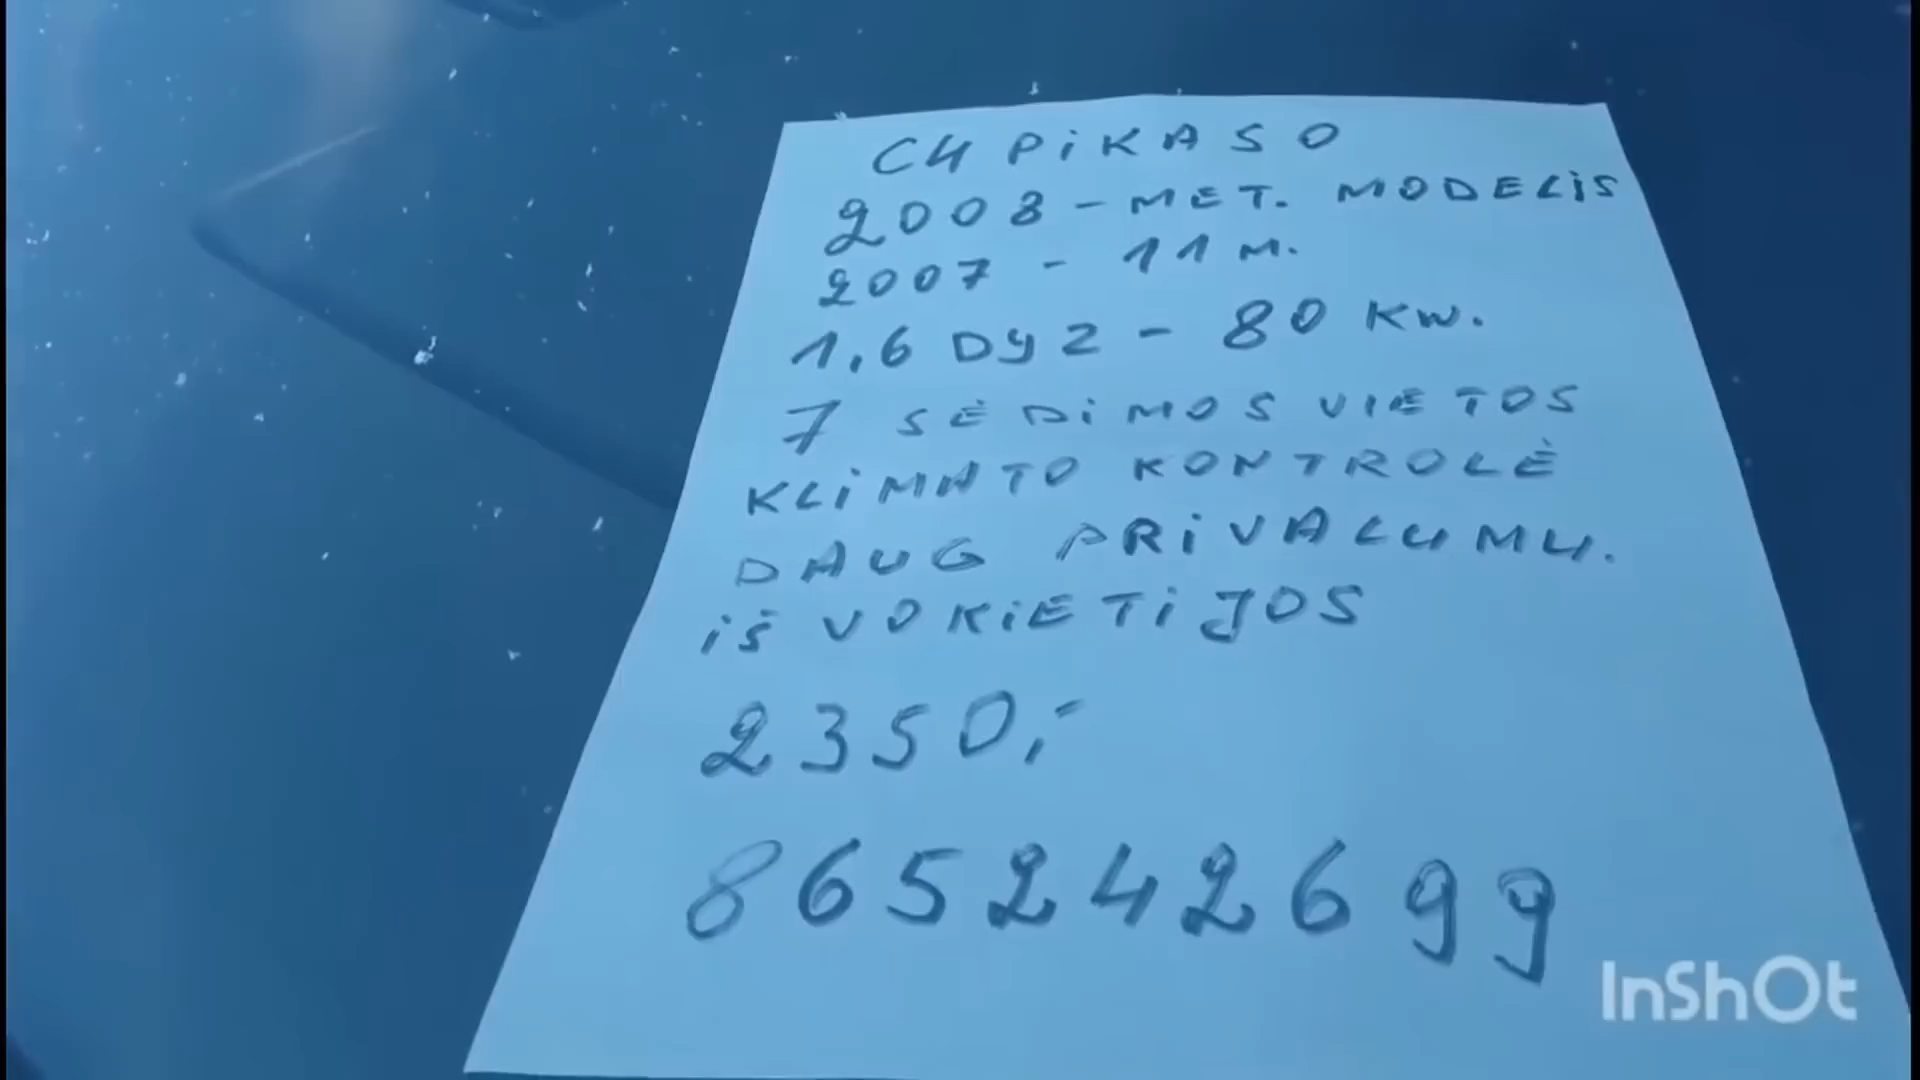 C4 PiKASO
2008 - MET. MODELiS
2007 - 11 M.
1,6 DYZ - 80 KW.
7 SĖDiMOS VIETOS
KLiMATO KONTROLĖ
DAUG PRiVALUMU.
iŠ VOKiETiJOS
2350,-
865242699
InShOt